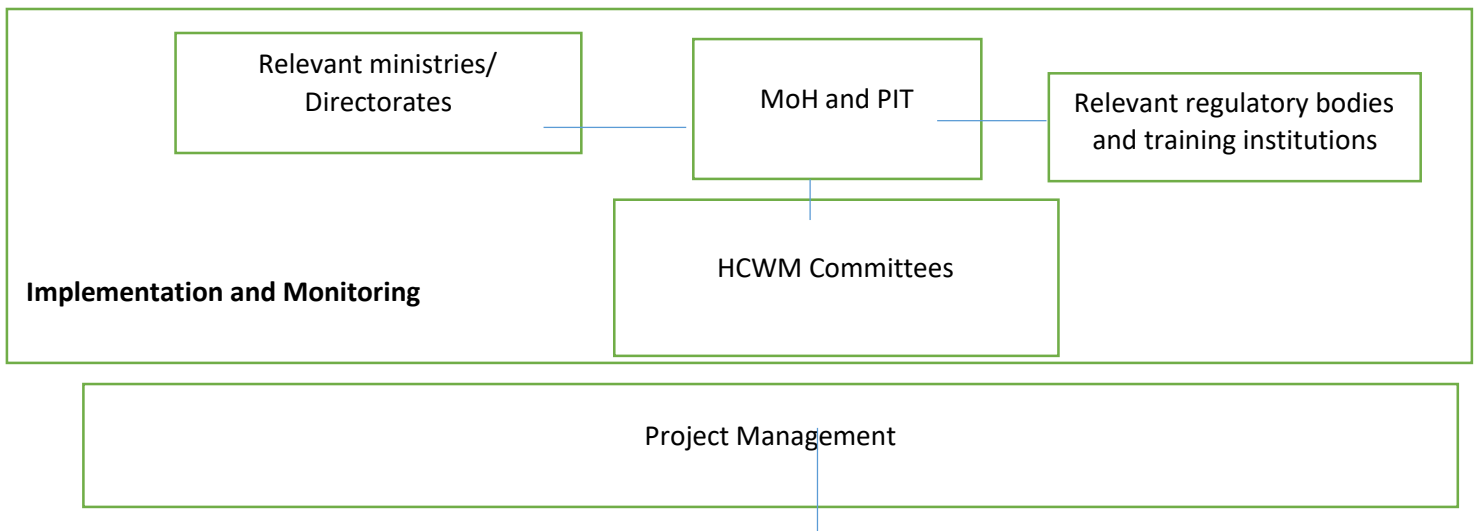 Relevant ministries/
Directorates
MoH and PIT
Relevant regulatory bodies
and training institutions
HCWM Committees
Implementation and Monitoring
Project Management